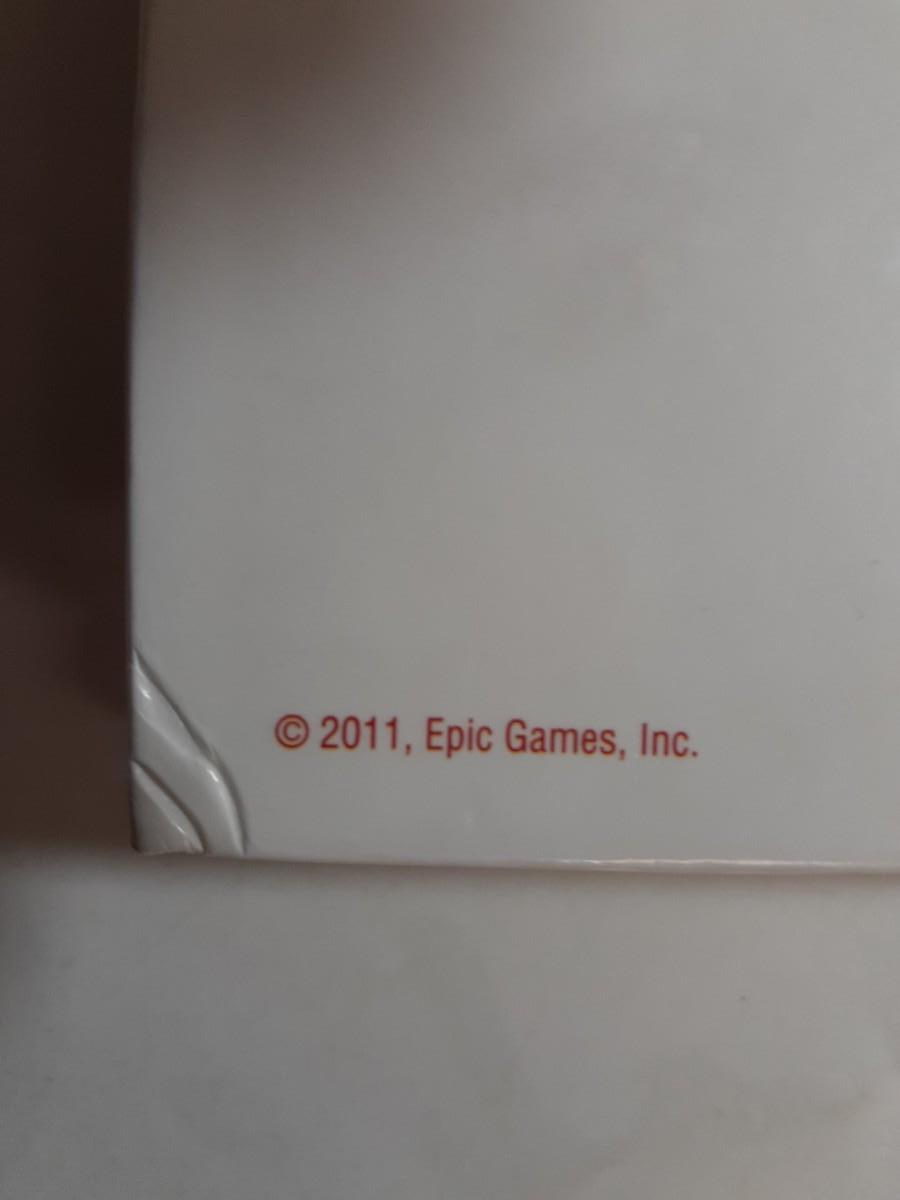 © 2011, Epic Games, Inc.